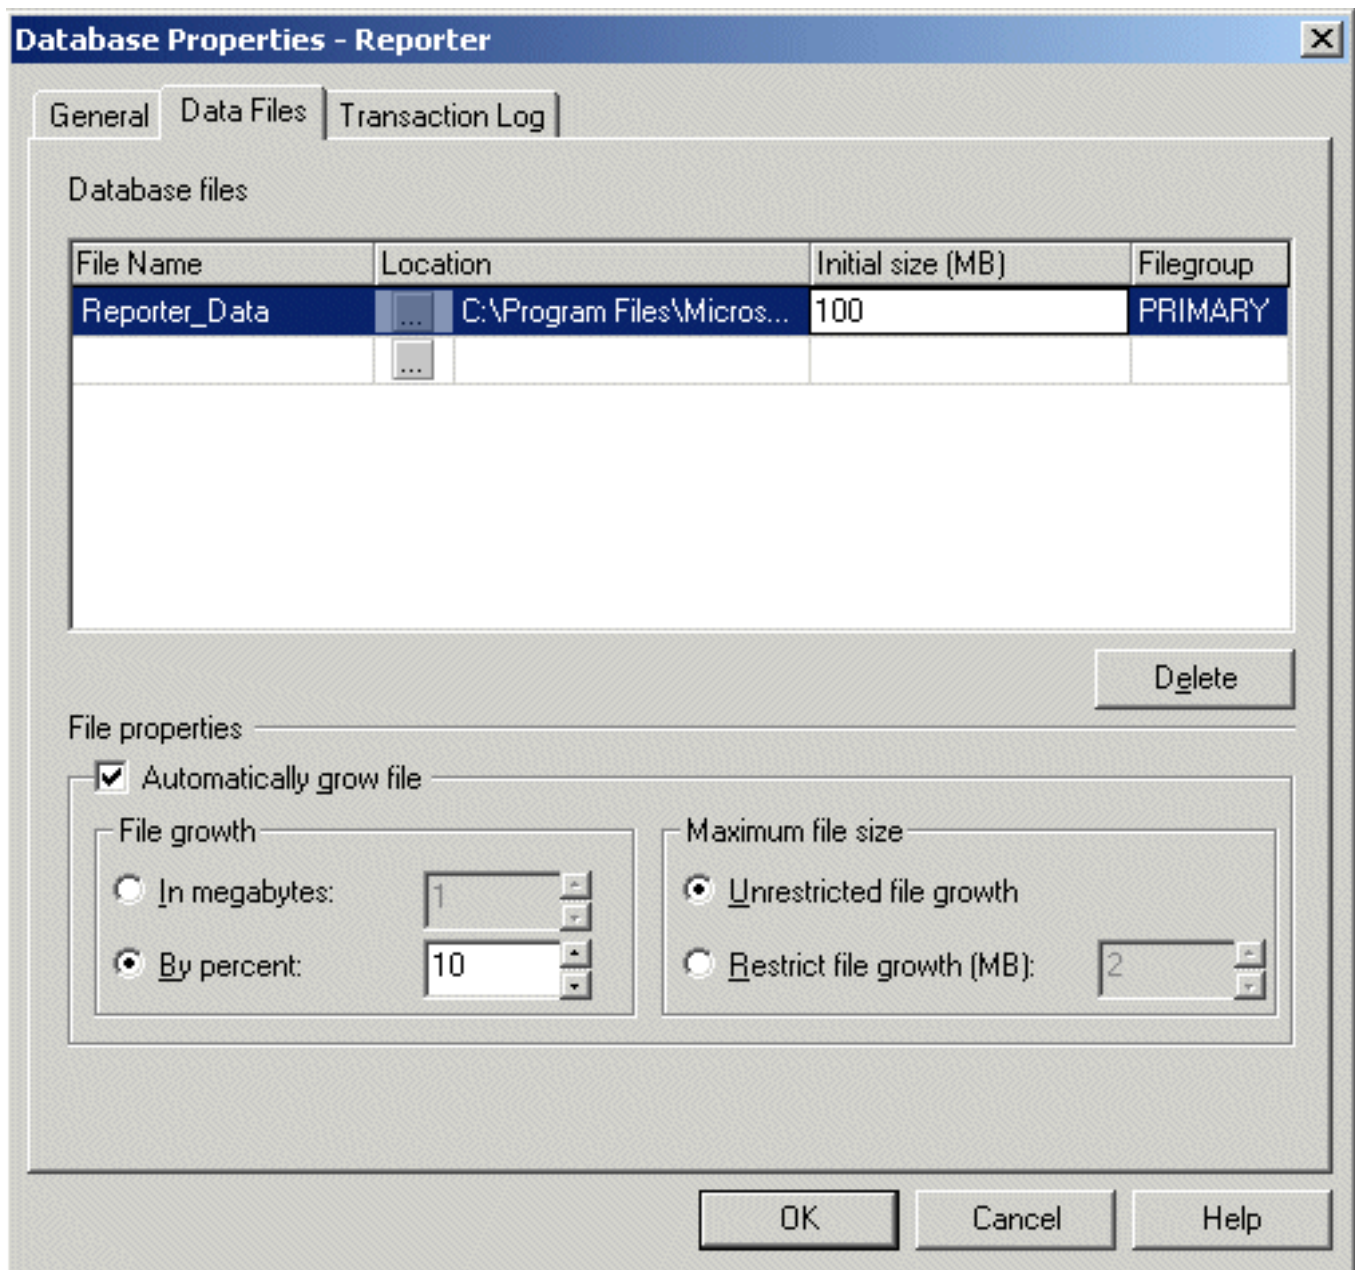 Database Properties - Reporter
General Data Files Transaction Log
Database files
File Name Location Initial size (MB) Filegroup
Reporter_Data ... C:\Program Files\Micros... 100 PRIMARY
...
Delete
File properties
Automatically grow file
File growth Maximum file size
In megabytes: 1 Unrestricted file growth
By percent: 10 Restrict file growth (MB): 2
OK Cancel Help